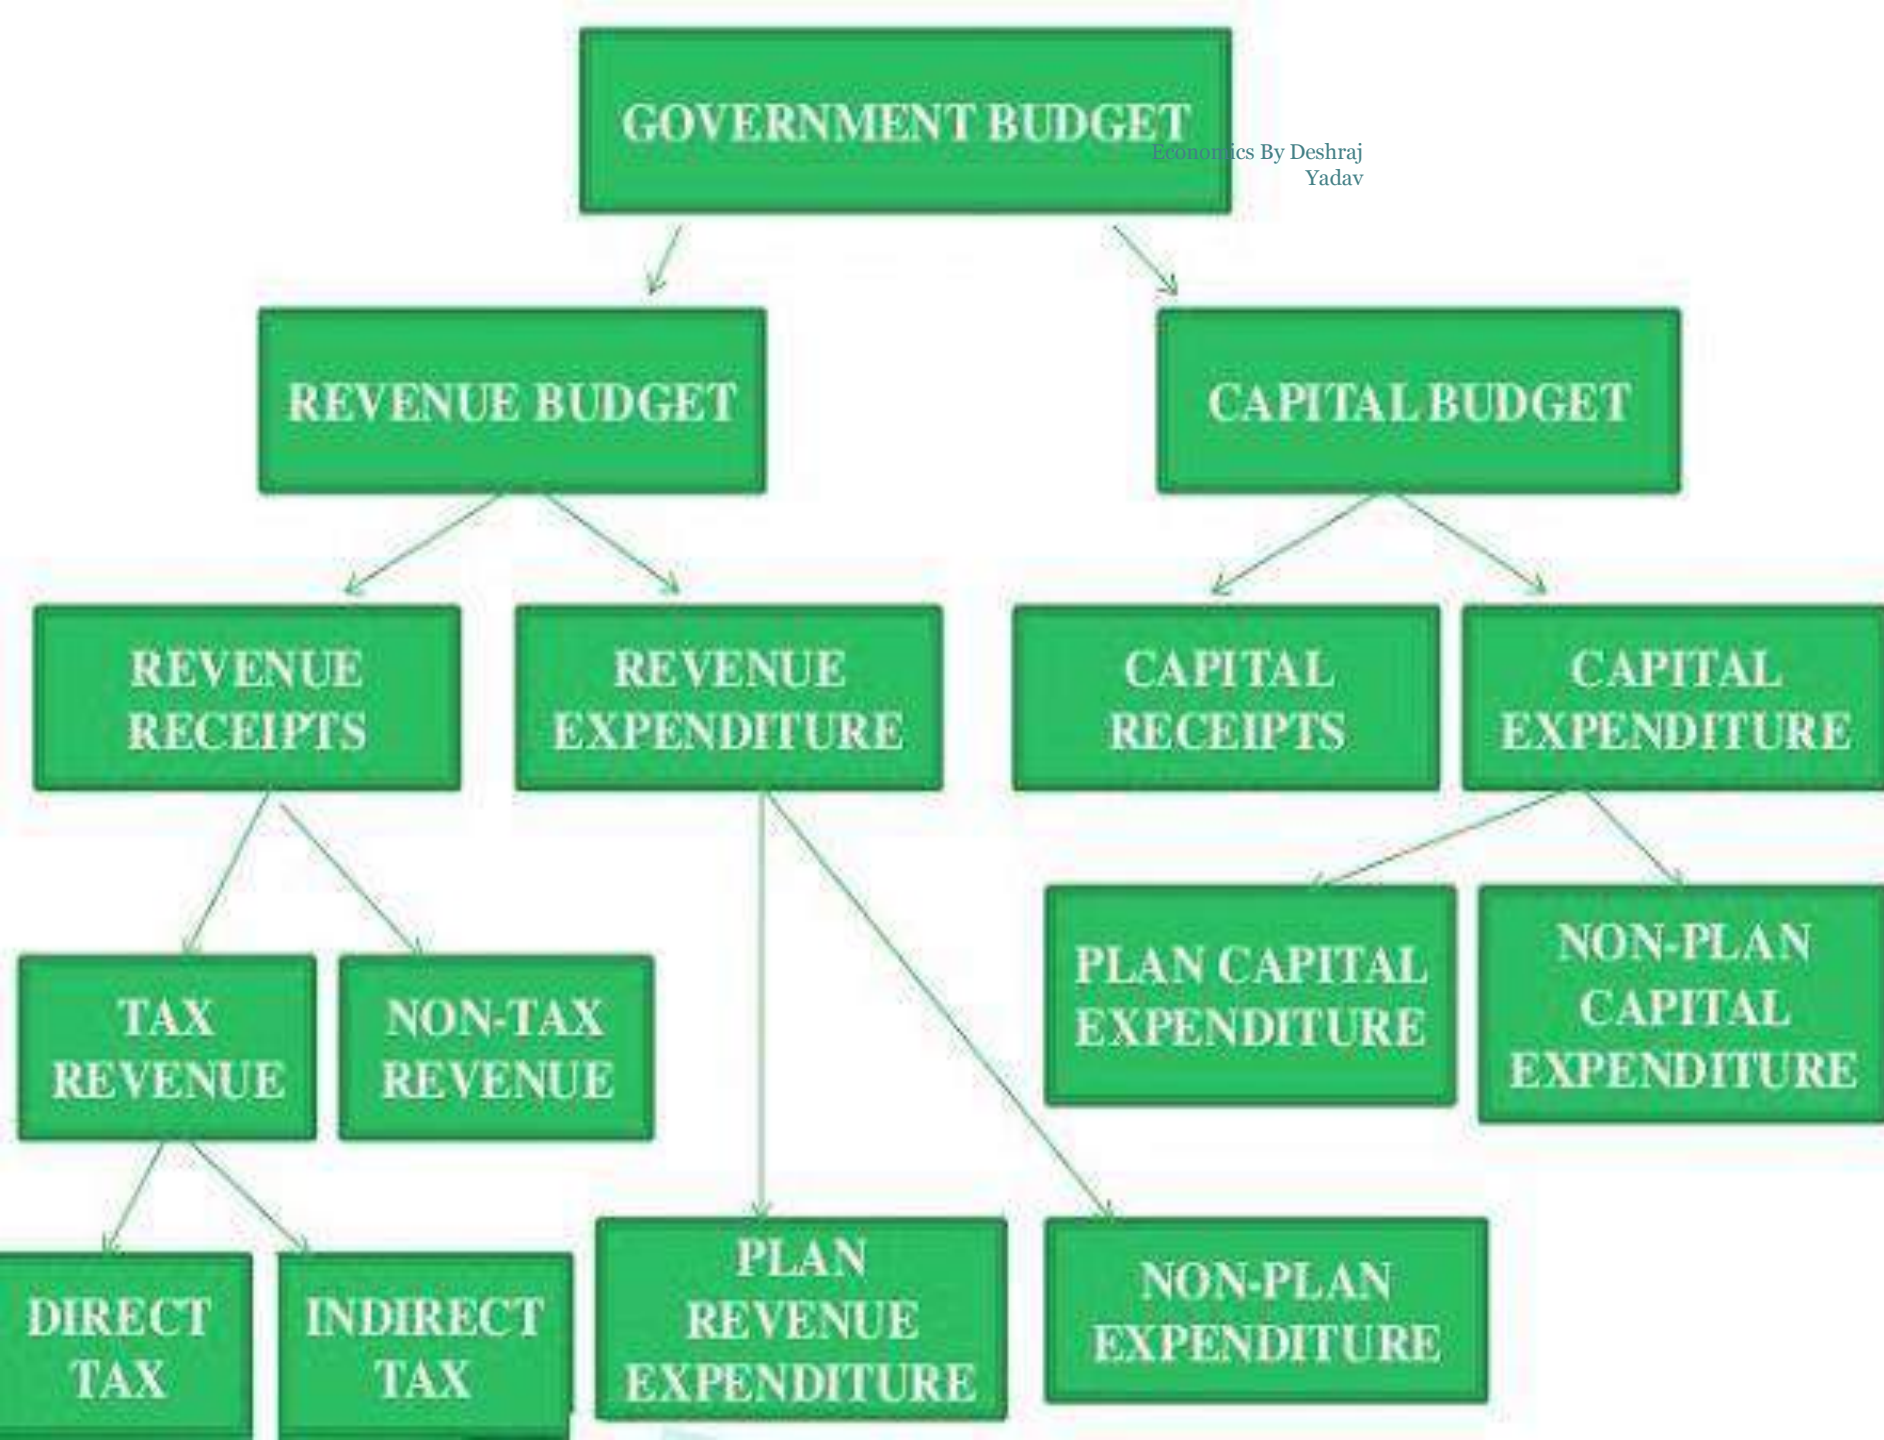 GOVERNMENT BUDGET
Economics By Deshraj
Yadav
REVENUE BUDGET
CAPITAL BUDGET
REVENUE
RECEIPTS
REVENUE
EXPENDITURE
CAPITAL
RECEIPTS
CAPITAL
EXPENDITURE
TAX
REVENUE
NON-TAX
REVENUE
PLAN CAPITAL
EXPENDITURE
NON-PLAN
CAPITAL
EXPENDITURE
DIRECT
TAX
INDIRECT
TAX
PLAN
REVENUE
EXPENDITURE
NON-PLAN
EXPENDITURE